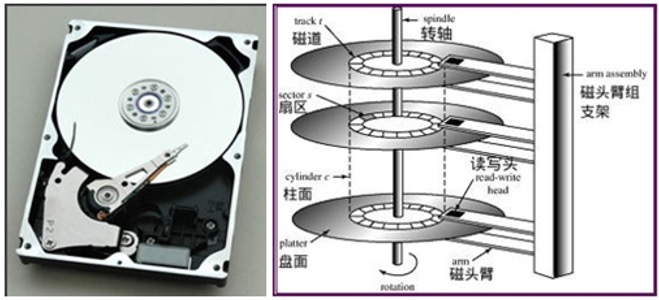 track t
磁道
spindle
转轴
sector s
扇区
arm assembly
磁头臂组
支架
cylinder c
柱面
读写头
read-write
head
platter
盘面
arm
磁头臂
rotation